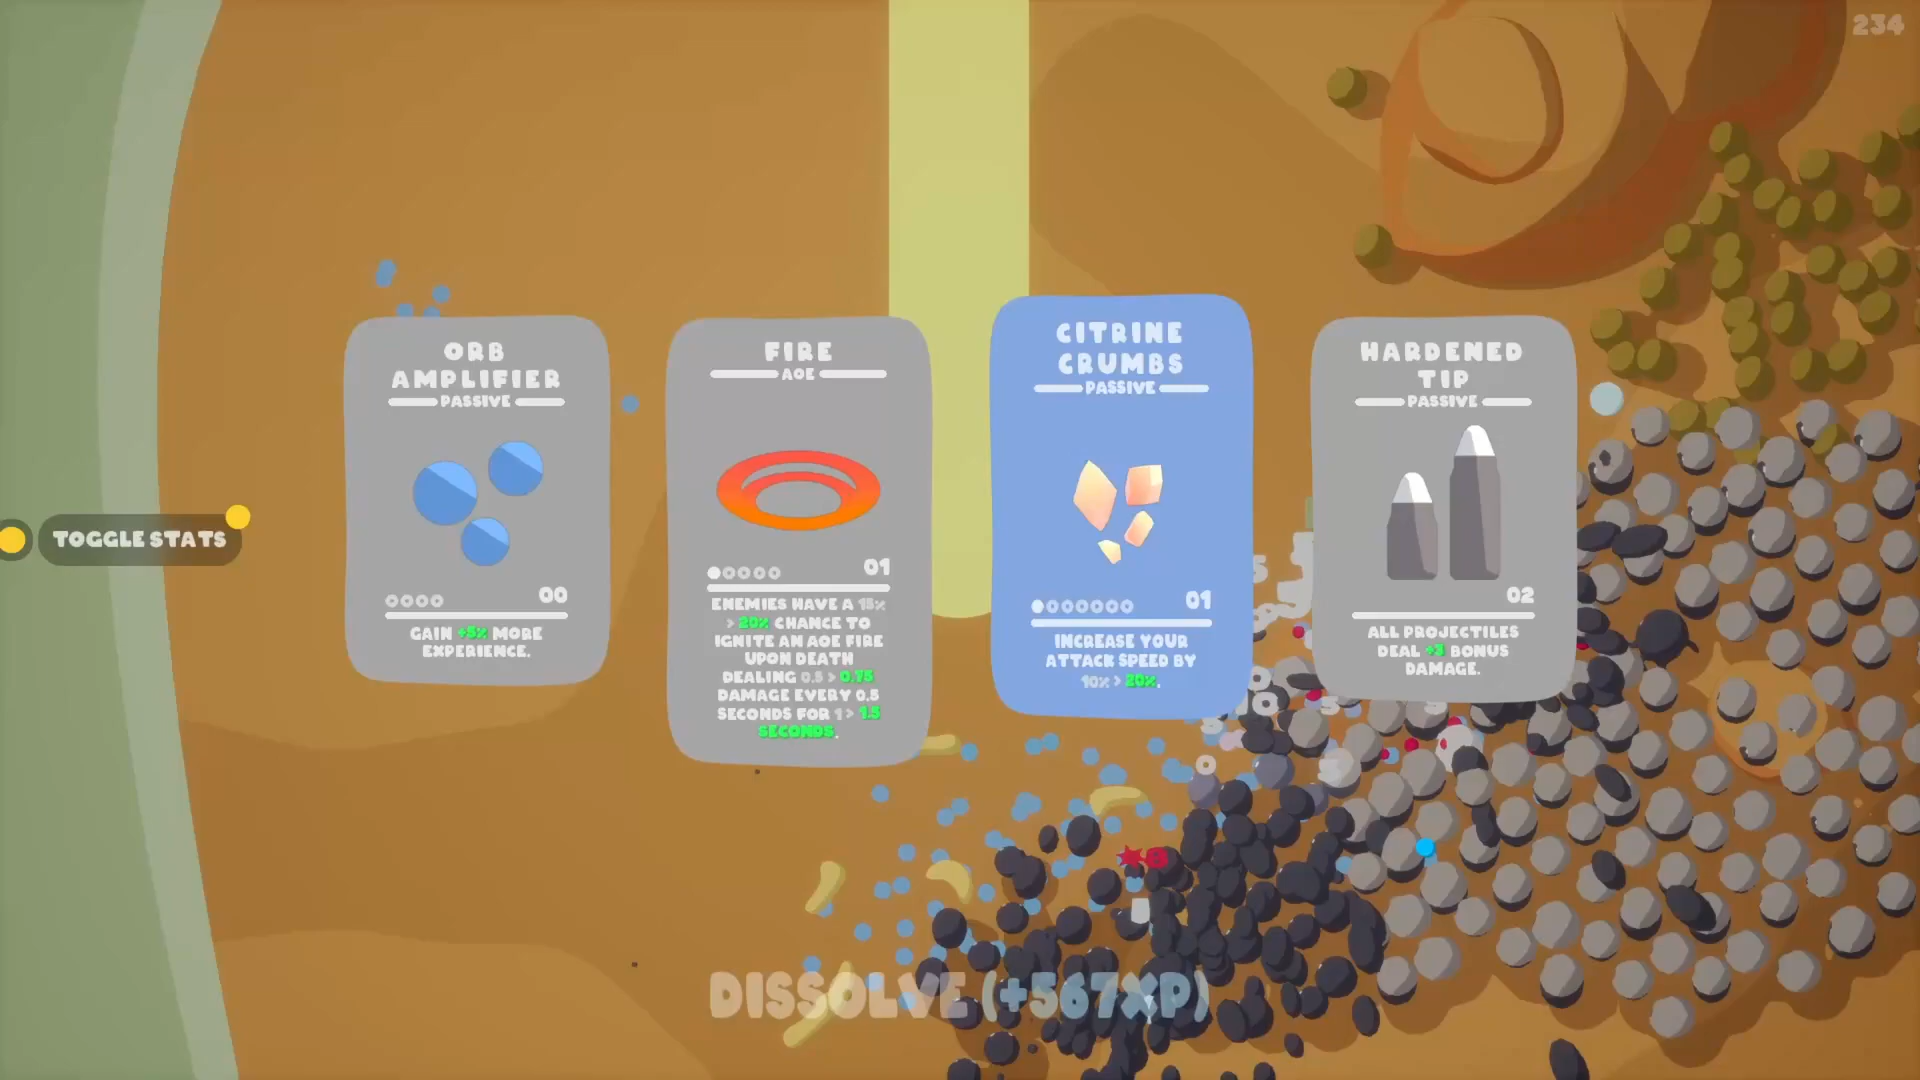 234
ORB
AMPLIFIER
PASSIVE
00
GAIN +5% MORE
EXPERIENCE.
FIRE
AOE
01
ENEMIES HAVE A 15%
> 20% CHANCE TO
IGNITE AN AOE FIRE
UPON DEATH
DEALING 0.5 > 0.75
DAMAGE EVERY 0.5
SECONDS FOR 1 > 1.5
SECONDS.
CITRINE
CRUMBS
PASSIVE
01
INCREASE YOUR
ATTACK SPEED BY
10% > 20%.
HARDENED
TIP
PASSIVE
02
ALL PROJECTILES
DEAL +3 BONUS
DAMAGE.
TOGGLE STATS
DISSOLVE (+567XP)